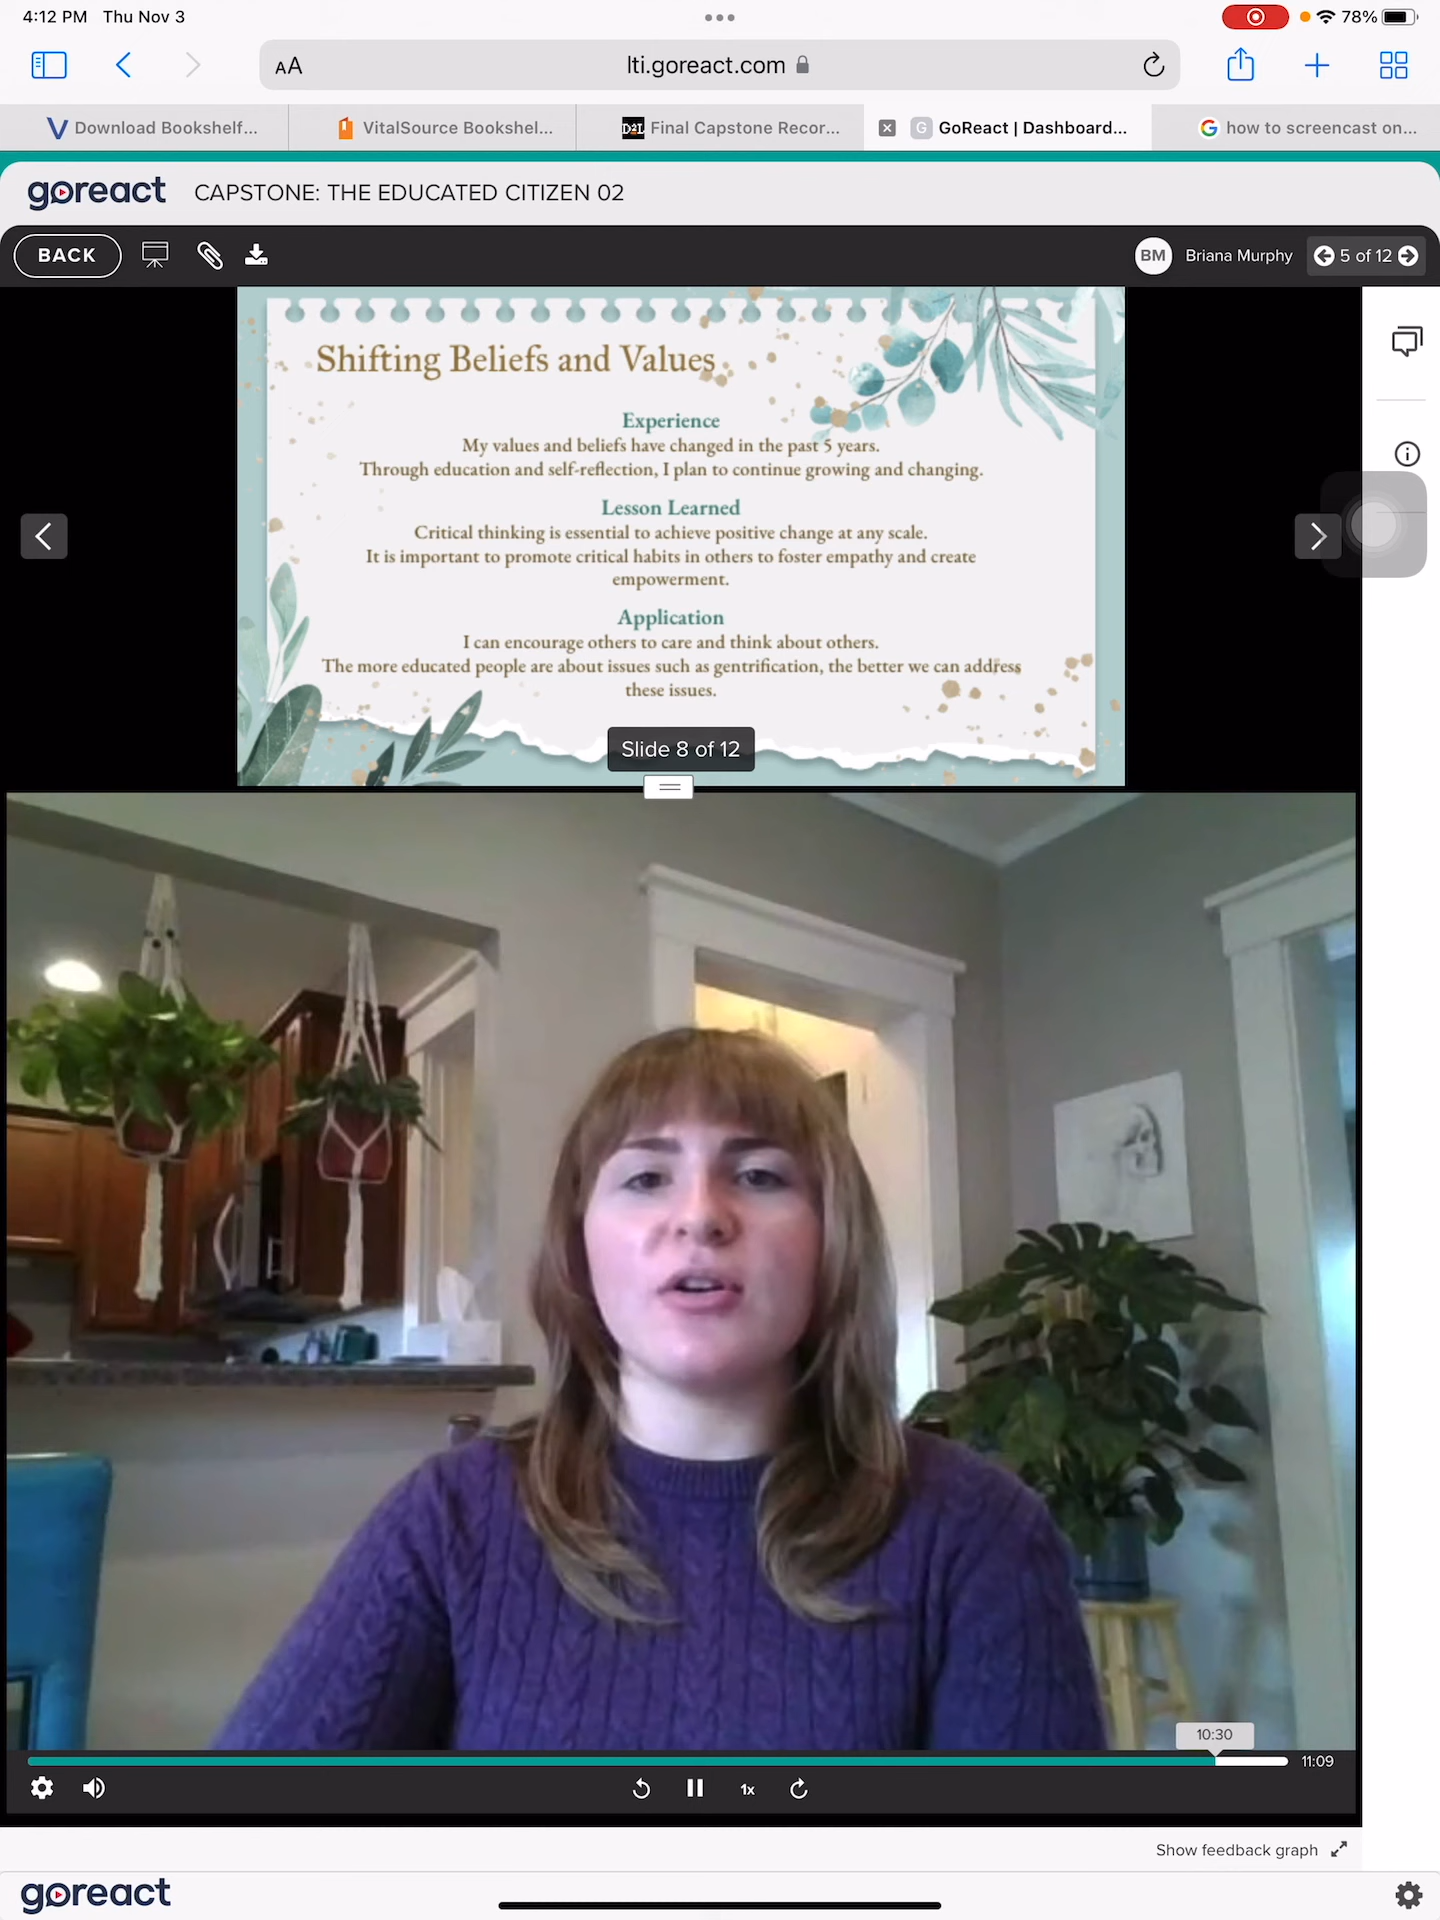 4:12 PM Thu Nov 3
78%
AA
lti.goreact.com
Download Bookshelf...
VitalSource Bookshel...
D2L Final Capstone Recor...
G GoReact | Dashboard...
G how to screencast on...
goreact CAPSTONE: THE EDUCATED CITIZEN 02
BACK
BM Briana Murphy 5 of 12
Shifting Beliefs and Values
Experience
My values and beliefs have changed in the past 5 years.
Through education and self-reflection, I plan to continue growing and changing.
Lesson Learned
Critical thinking is essential to achieve positive change at any scale.
It is important to promote critical habits in others to foster empathy and create
empowerment.
Application
I can encourage others to care and think about others.
The more educated people are about issues such as gentrification, the better we can address
these issues.
Slide 8 of 12
10:30
11:09
1x
Show feedback graph
goreact